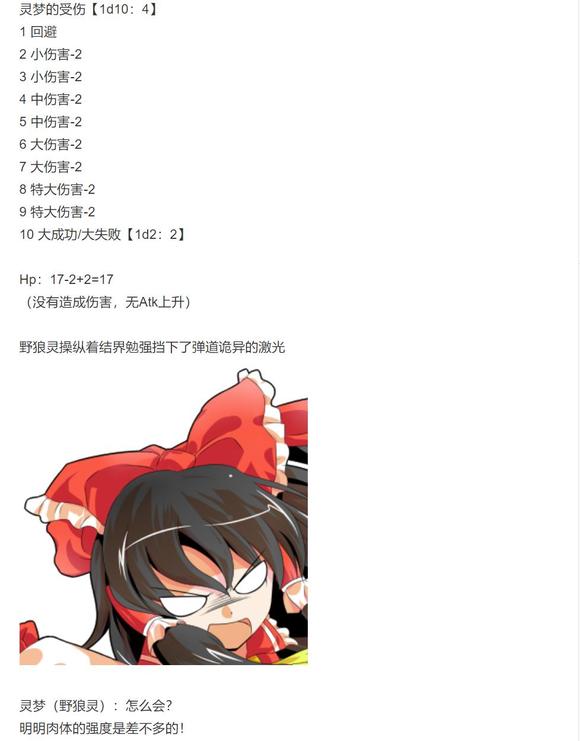 灵梦的受伤【1d10：4】
1 回避
2 小伤害-2
3 小伤害-2
4 中伤害-2
5 中伤害-2
6 大伤害-2
7 大伤害-2
8 特大伤害-2
9 特大伤害-2
10 大成功/大失败【1d2：2】
Hp：17-2+2=17
（没有造成伤害，无Atk上升）
野狼灵操纵着结界勉强挡下了弹道诡异的激光
灵梦（野狼灵）：怎么会？
明明肉体的强度是差不多的！